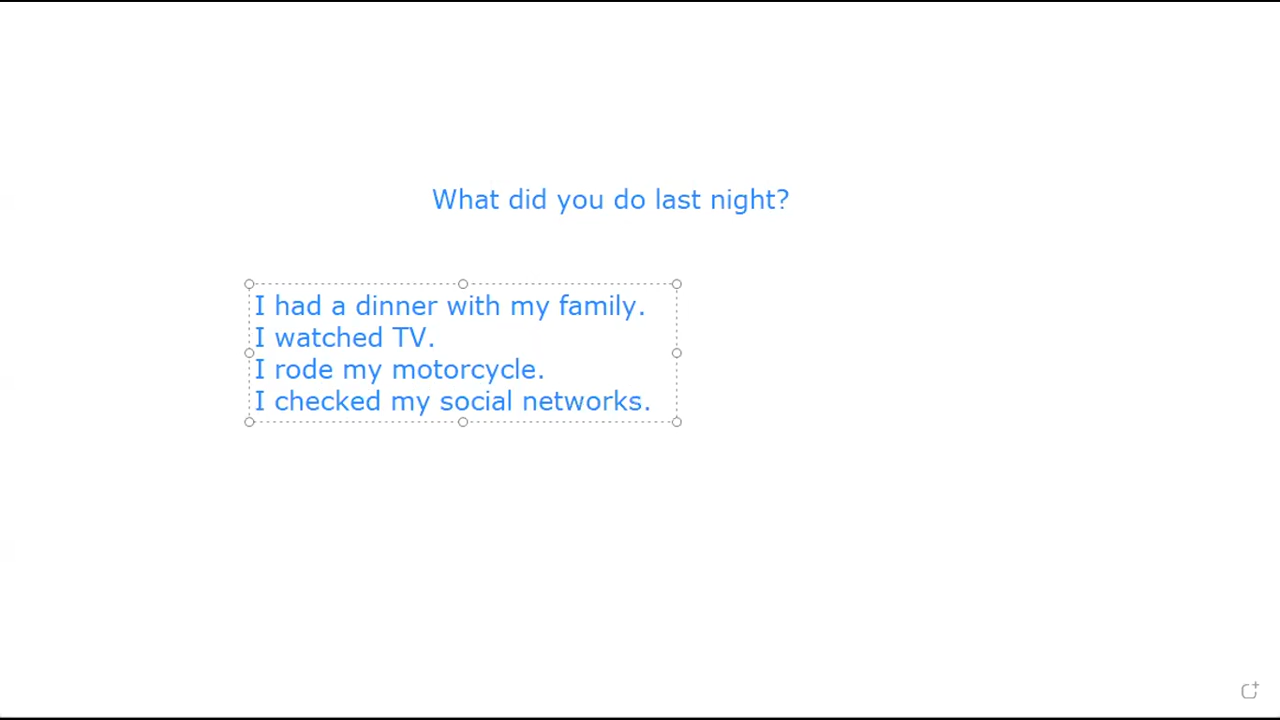 What did you do last night?
I had a dinner with my family.
I watched TV.
I rode my motorcycle.
I checked my social networks.